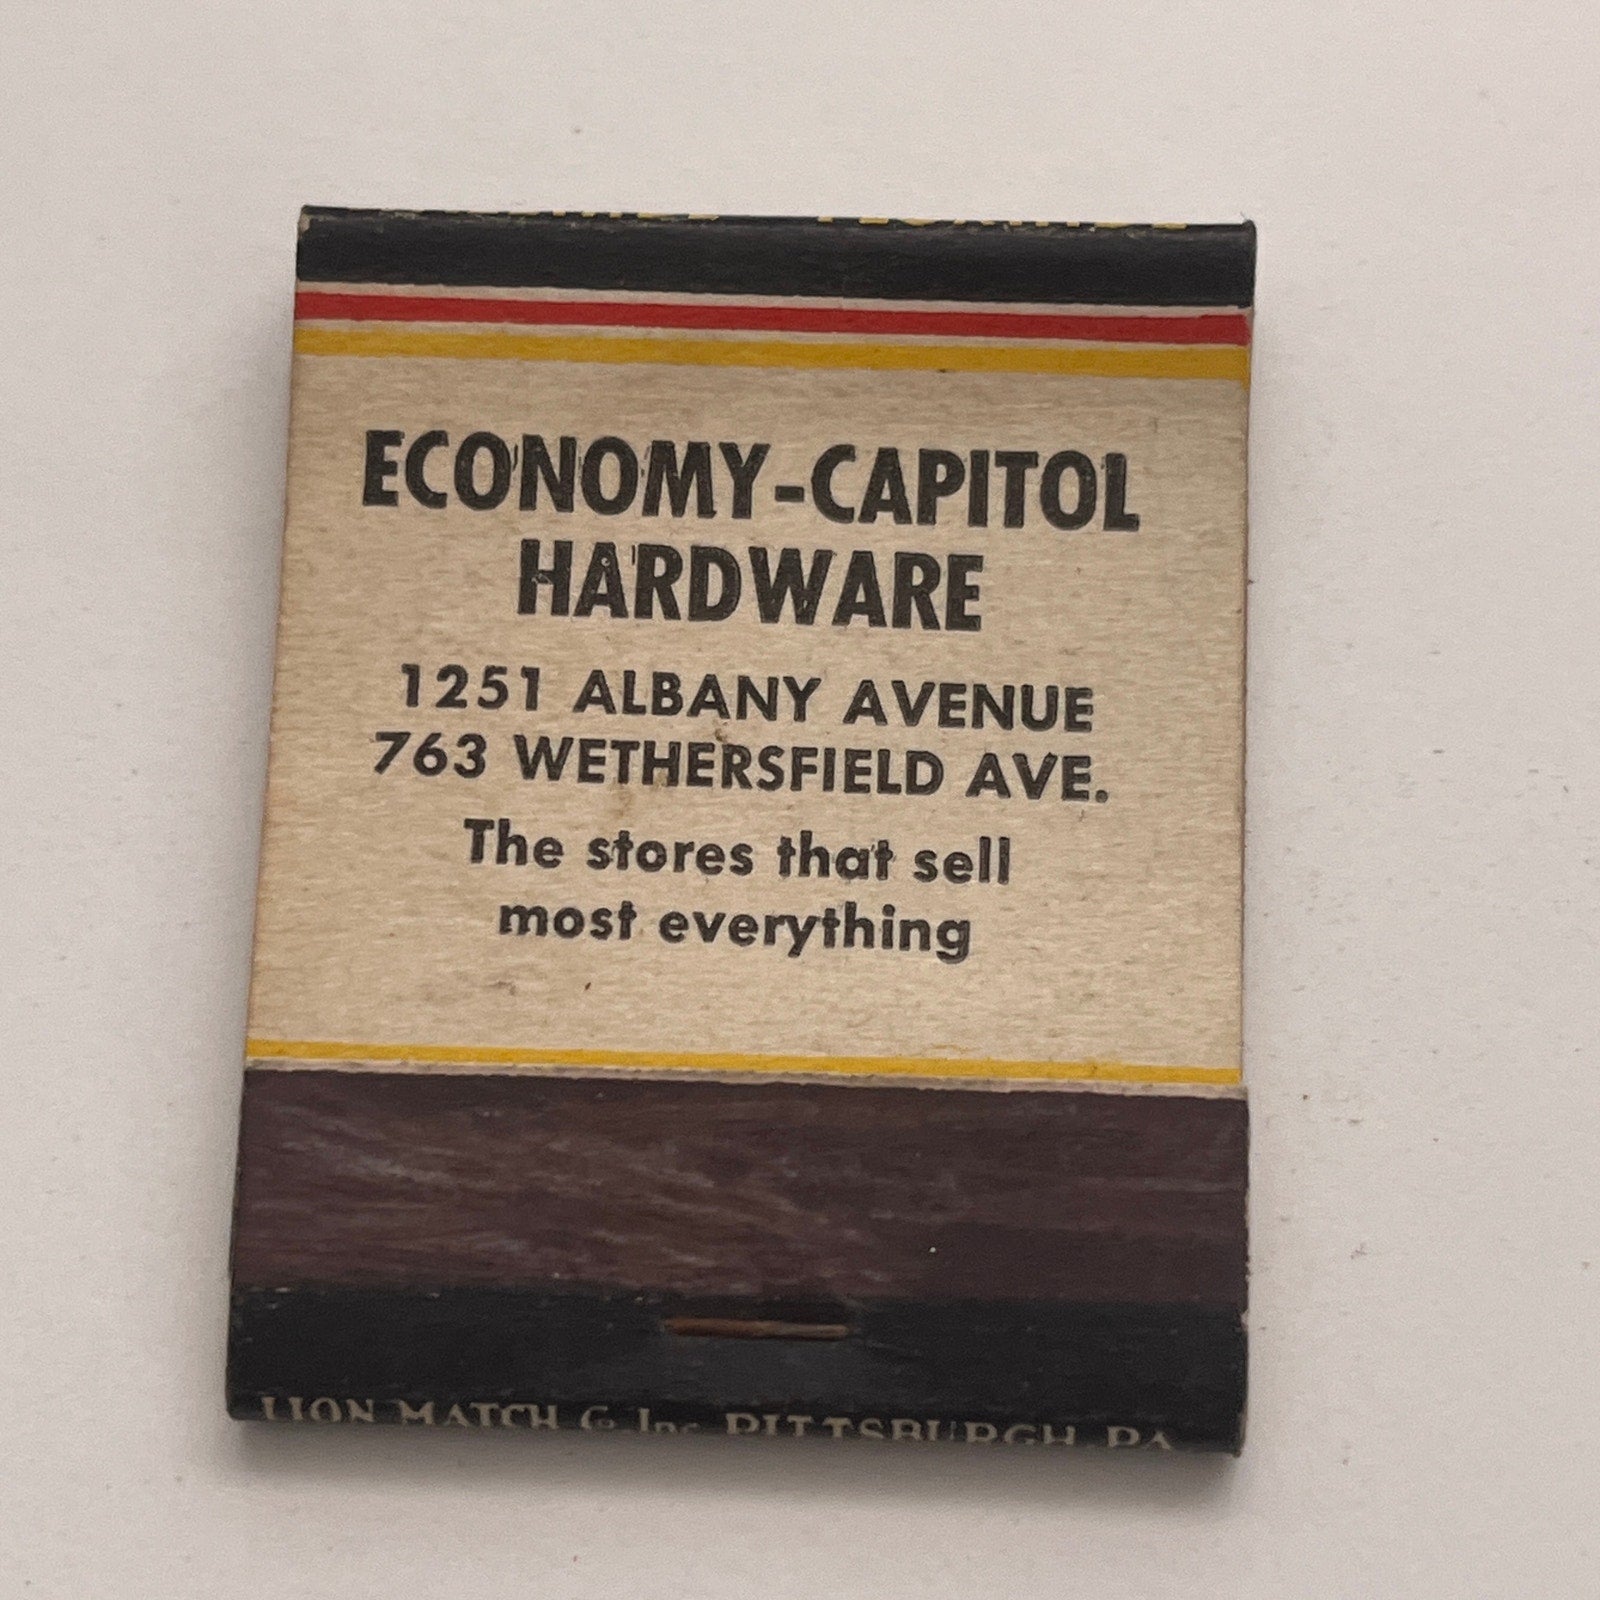 ECONOMY-CAPITOL
HARDWARE
1251 ALBANY AVENUE
763 WETHERSFIELD AVE.
The stores that sell
most everything
LION MATCH Co. Inc. PITTSBURGH, PA.